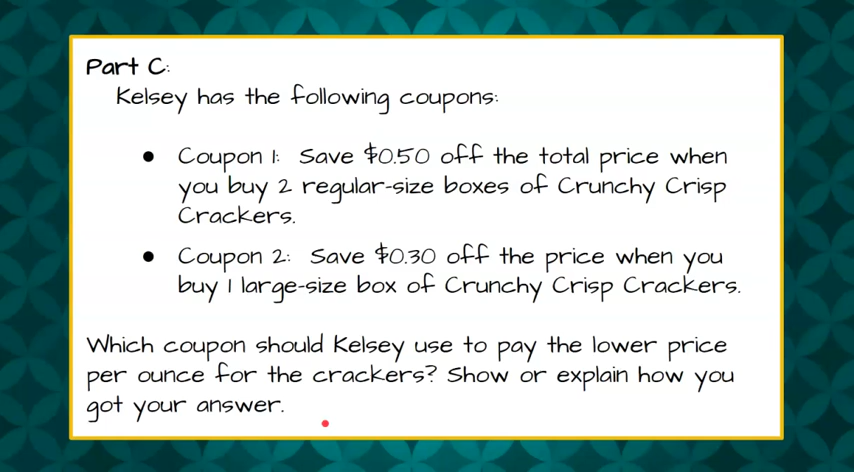 Part C:
Kelsey has the following coupons:
● Coupon 1: Save $0.50 off the total price when
you buy 2 regular-size boxes of Crunchy Crisp
Crackers.
● Coupon 2: Save $0.30 off the price when you
buy 1 large-size box of Crunchy Crisp Crackers.
Which coupon should Kelsey use to pay the lower price
per ounce for the crackers? Show or explain how you
got your answer.